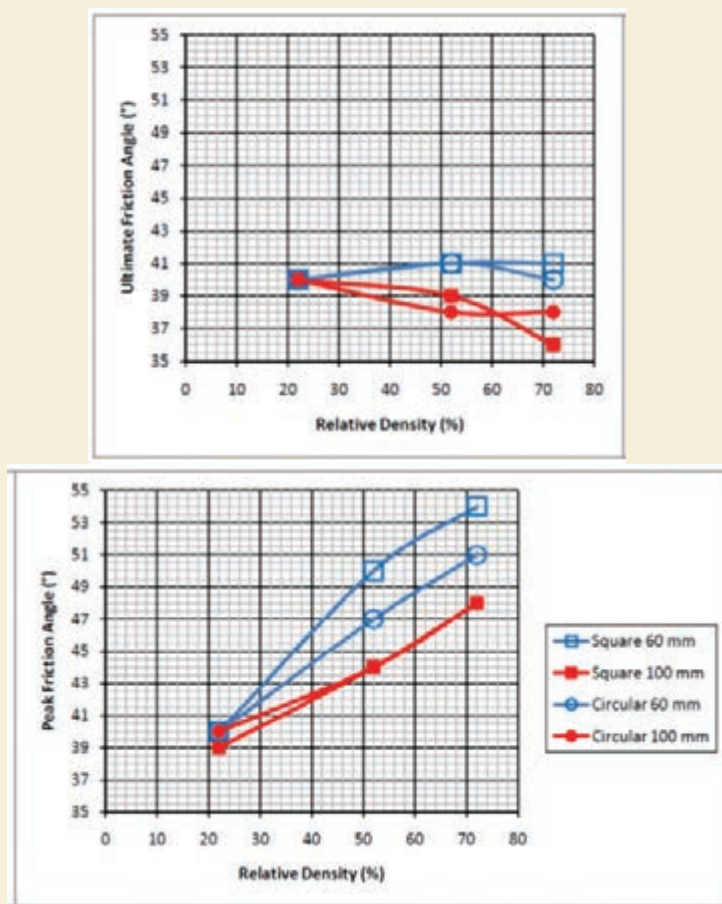 Ultimate Friction Angle (°)
55
53
51
49
47
45
43
41
39
37
35
0 10 20 30 40 50 60 70 80
Relative Density (%)
Peak Friction Angle (°)
55
53
51
49
47
45
43
41
39
37
35
0 10 20 30 40 50 60 70 80
Relative Density (%)
Square 60 mm
Square 100 mm
Circular 60 mm
Circular 100 mm